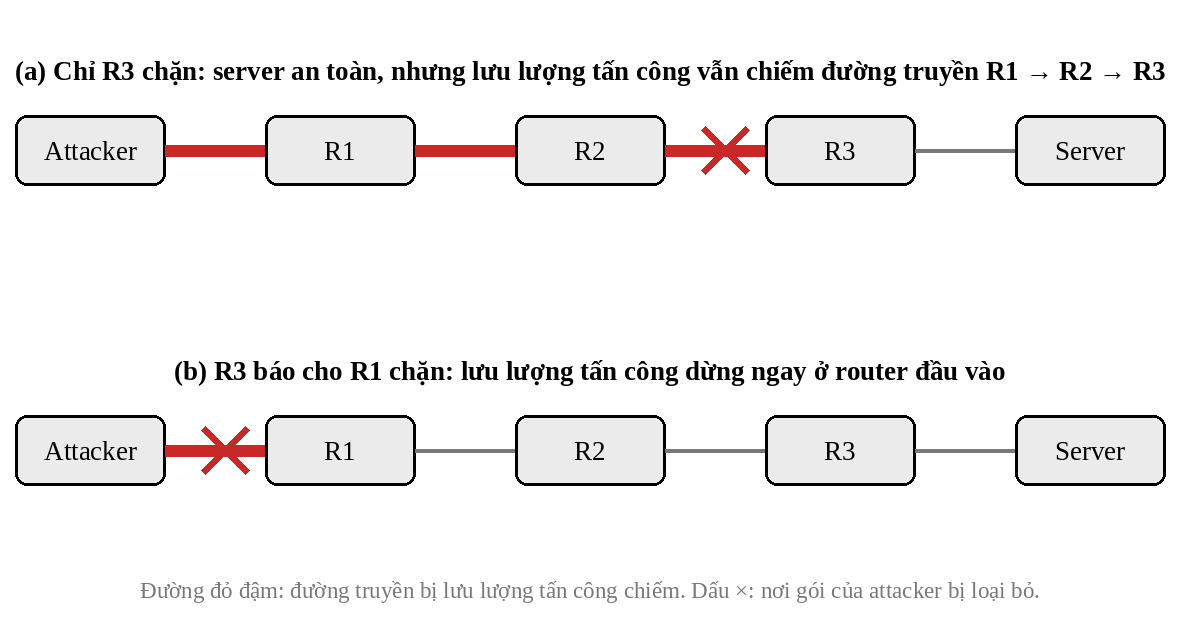 (a) Chỉ R3 chặn: server an toàn, nhưng lưu lượng tấn công vẫn chiếm đường truyền R1 → R2 → R3
Attacker R1 R2 R3 Server
(b) R3 báo cho R1 chặn: lưu lượng tấn công dừng ngay ở router đầu vào
Attacker R1 R2 R3 Server
Đường đỏ đậm: đường truyền bị lưu lượng tấn công chiếm. Dấu ×: nơi gói của attacker bị loại bỏ.